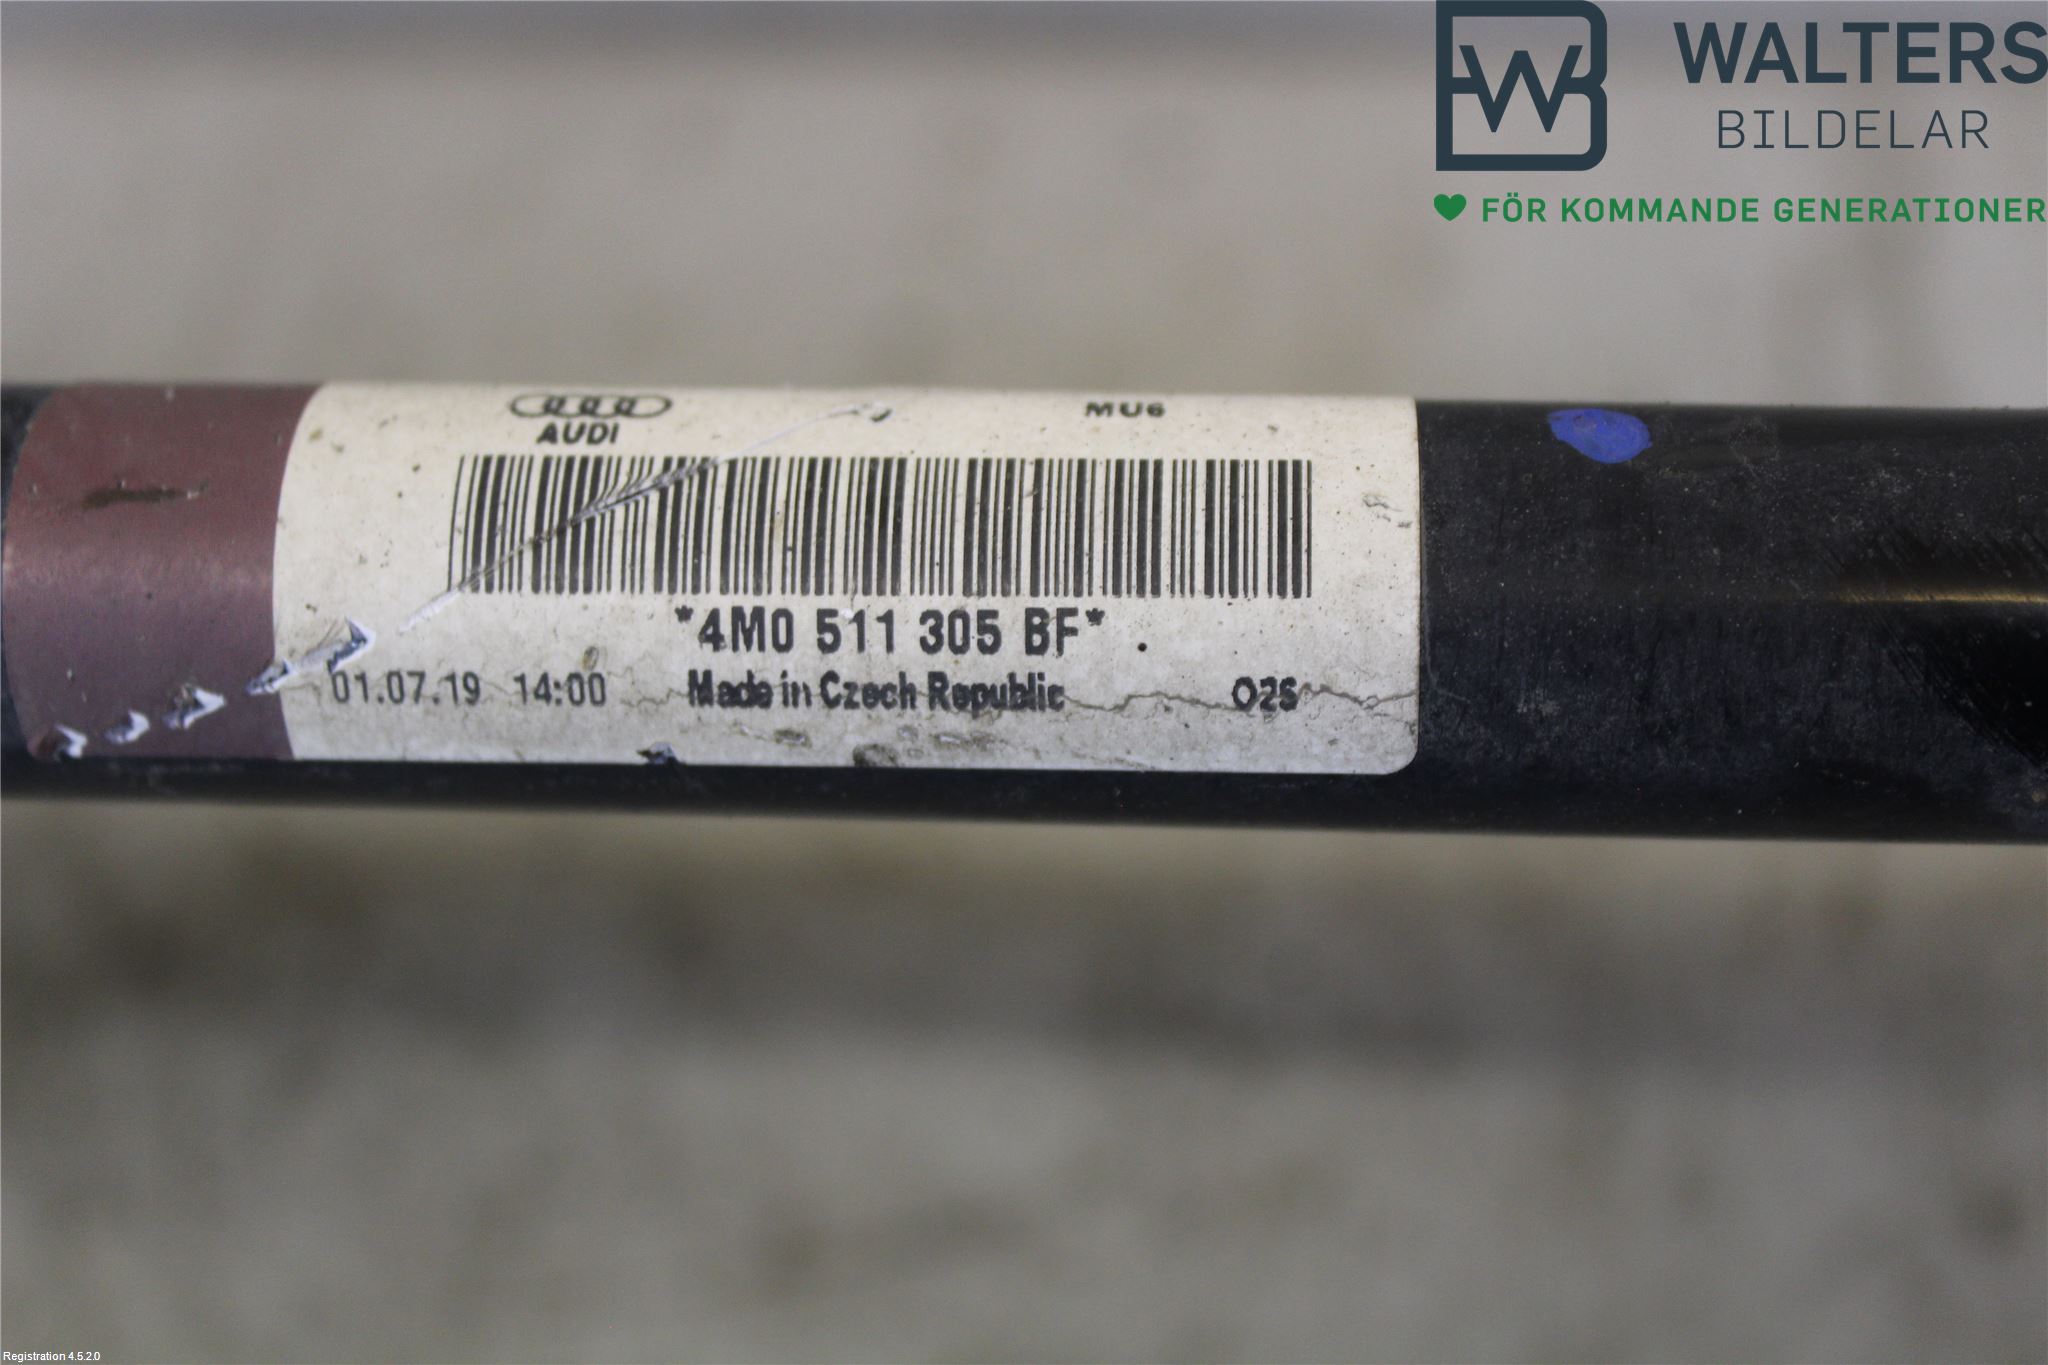 WALTERS
BILDELAR
FÖR KOMMANDE GENERATIONER
AUDI
MU6
*4M0 511 305 BF*
01.07.19 14:00 Made in Czech Republic
Registration 4.5.2.0